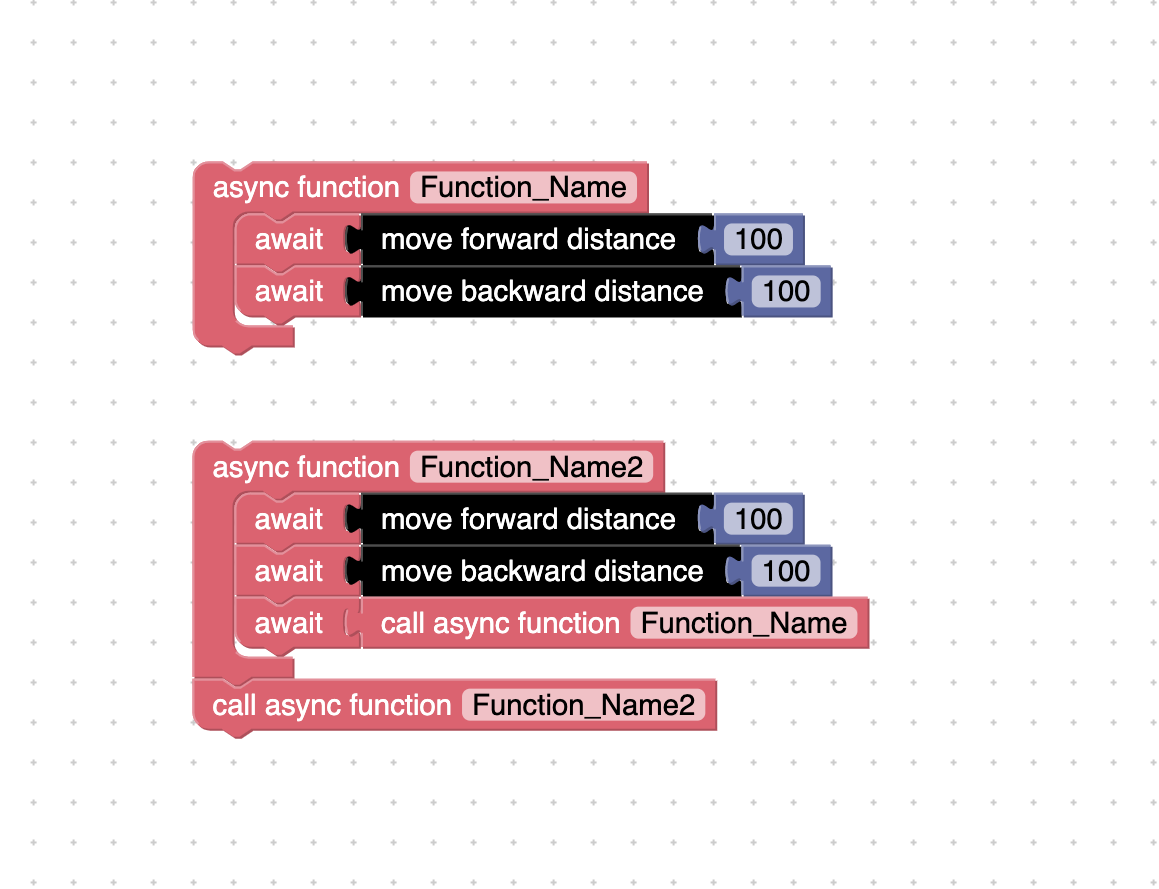 async function Function_Name
await move forward distance 100
await move backward distance 100
async function Function_Name2
await move forward distance 100
await move backward distance 100
await call async function Function_Name
call async function Function_Name2